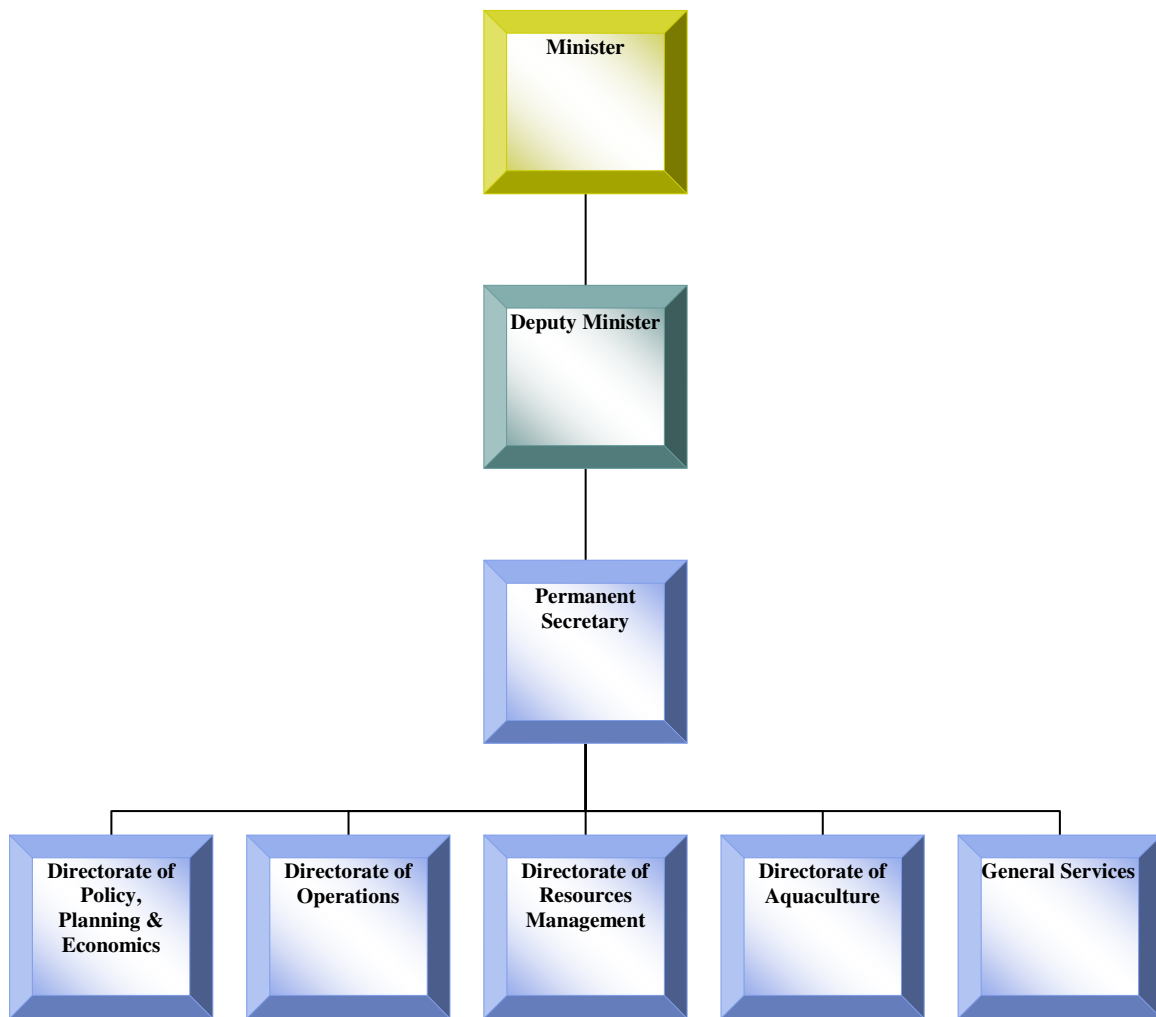 Minister
Deputy Minister
Permanent
Secretary
Directorate of
Policy,
Planning &
Economics
Directorate of
Operations
Directorate of
Resources
Management
Directorate of
Aquaculture
General Services